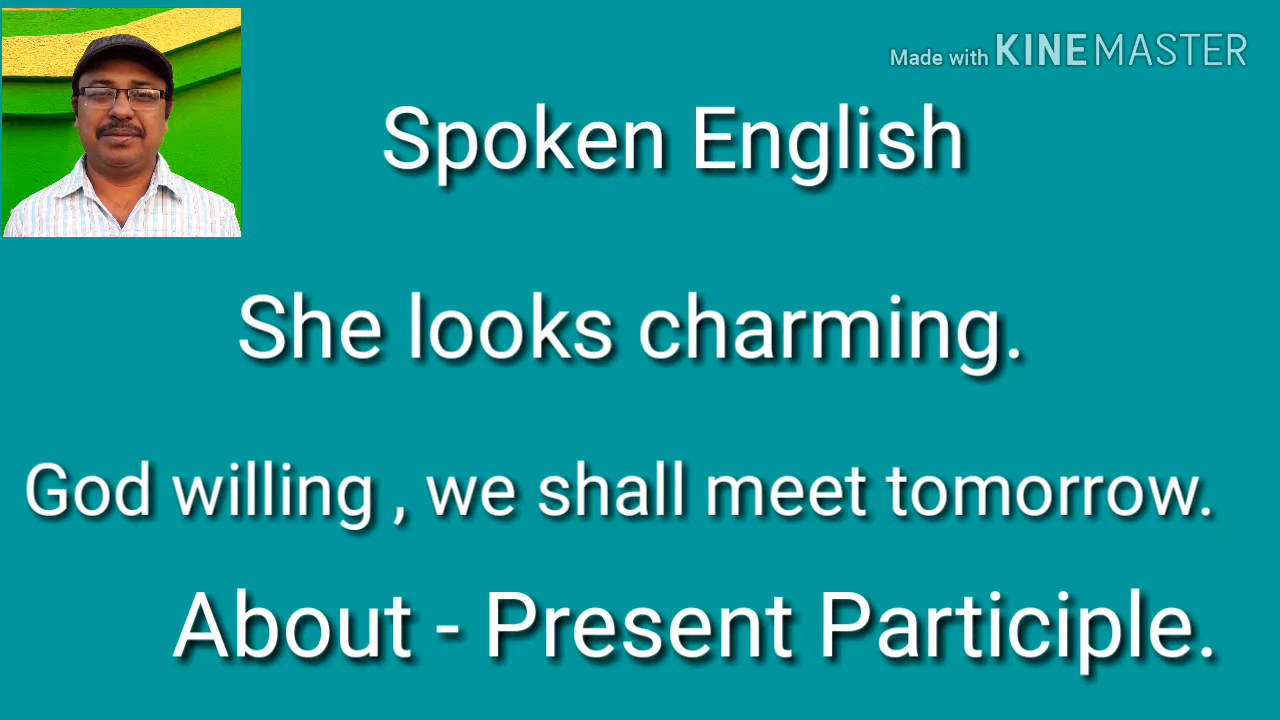 Made with KINEMASTER
Spoken English
She looks charming.
God willing , we shall meet tomorrow.
About - Present Participle.